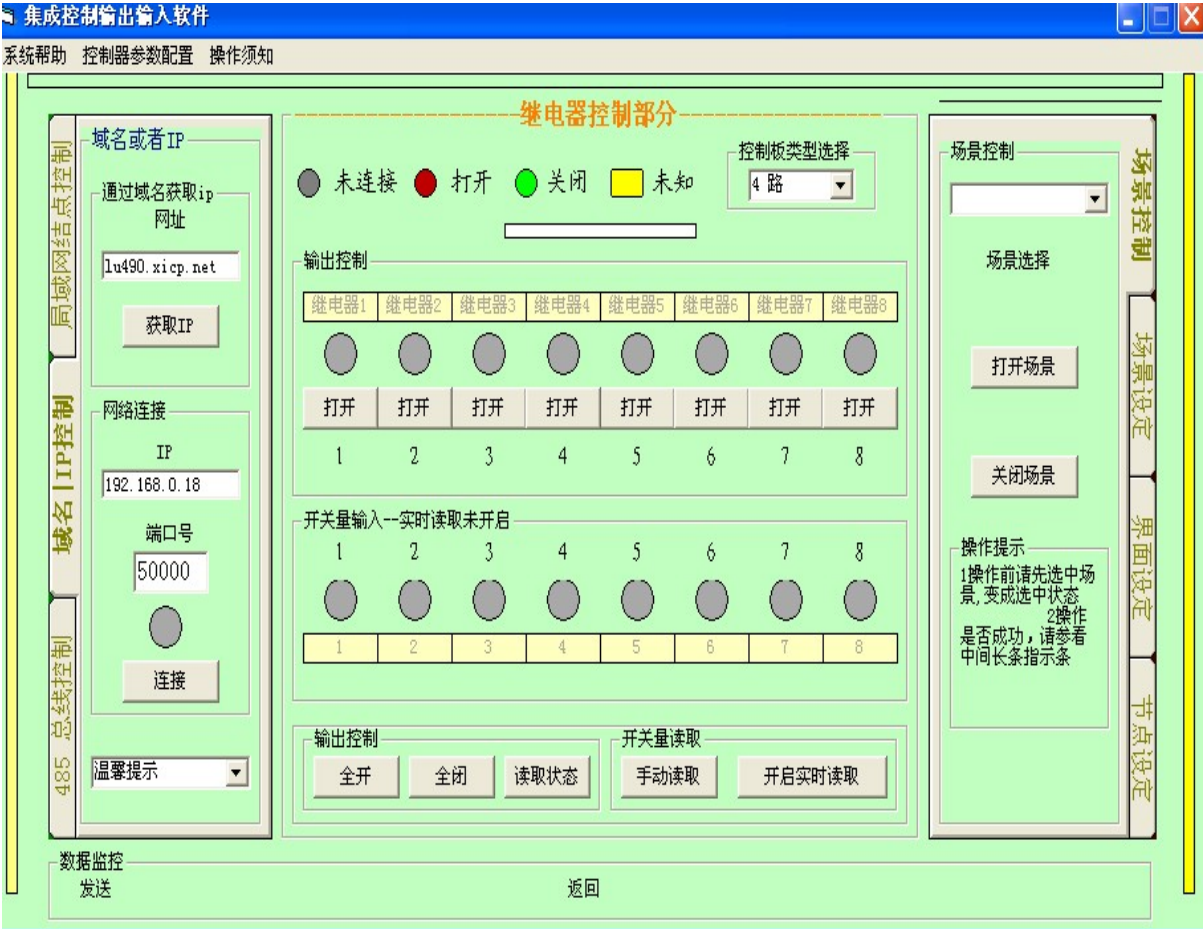 集成控制输出输入软件
系统帮助 控制器参数配置 操作须知
局域网结点控制
域名|IP控制
485 总线控制
域名或者IP
通过域名获取ip
网址
lu490.xicp.net
获取IP
网络连接
IP
192.168.0.18
端口号
50000
连接
温馨提示
继电器控制部分
未连接 打开 关闭 未知
控制板类型选择
4 路
输出控制
继电器1 继电器2 继电器3 继电器4 继电器5 继电器6 继电器7 继电器8
打开 打开 打开 打开 打开 打开 打开 打开
1 2 3 4 5 6 7 8
开关量输入--实时读取未开启
1 2 3 4 5 6 7 8
1 2 3 4 5 6 7 8
输出控制
全开 全闭 读取状态
开关量读取
手动读取 开启实时读取
场景控制
场景选择
打开场景
关闭场景
操作提示
1操作前请先选中场
景,变成选中状态
2操作
是否成功，请参看
中间长条指示条
场景控制
场景设定
界面设定
节点设定
数据监控
发送 返回